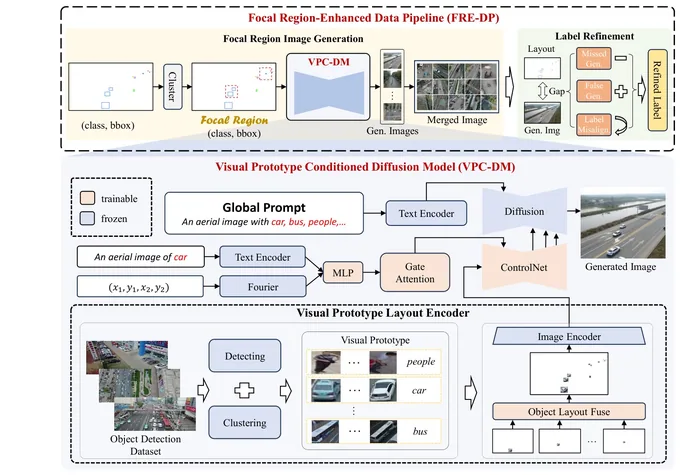 Focal Region-Enhanced Data Pipeline (FRE-DP)
Focal Region Image Generation
Cluster
(class, bbox)
Focal Region
(class, bbox)
VPC-DM
Gen. Images
Merged Image
Label Refinement
Layout
Gap
Gen. Img
Missed
Gen.
False
Gen
Label
Misalign
Refined Label
Visual Prototype Conditioned Diffusion Model (VPC-DM)
trainable
frozen
Global Prompt
An aerial image with car, bus, people,...
Text Encoder
Diffusion
Generated Image
An aerial image of car
Text Encoder
(x₁, y₁, x₂, y₂)
Fourier
MLP
Gate
Attention
ControlNet
Visual Prototype Layout Encoder
Object Detection
Dataset
Detecting
Clustering
Visual Prototype
... people
... car
⋮
... bus
Image Encoder
Object Layout Fuse
...